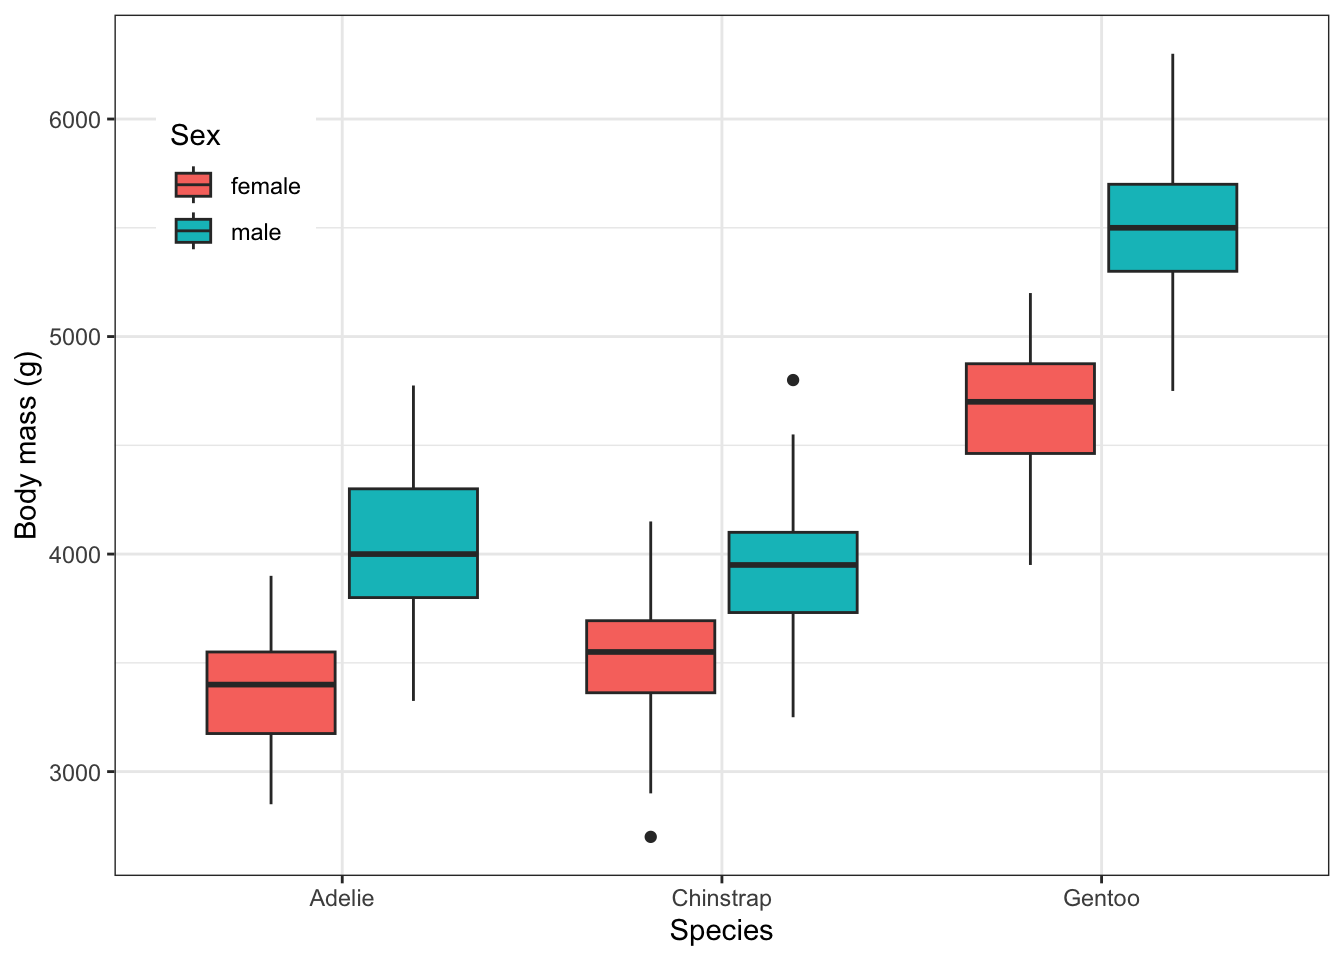 Sex
female
male
6000
5000
4000
3000
Body mass (g)
Adelie Chinstrap Gentoo
Species